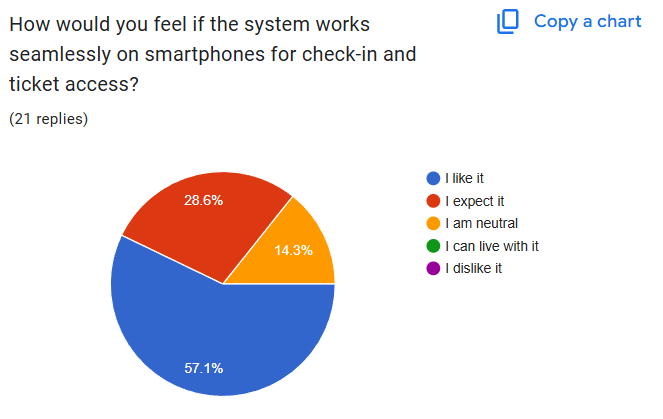 How would you feel if the system works
seamlessly on smartphones for check-in and
ticket access?
Copy a chart
(21 replies)
28.6%
14.3%
57.1%
I like it
I expect it
I am neutral
I can live with it
I dislike it